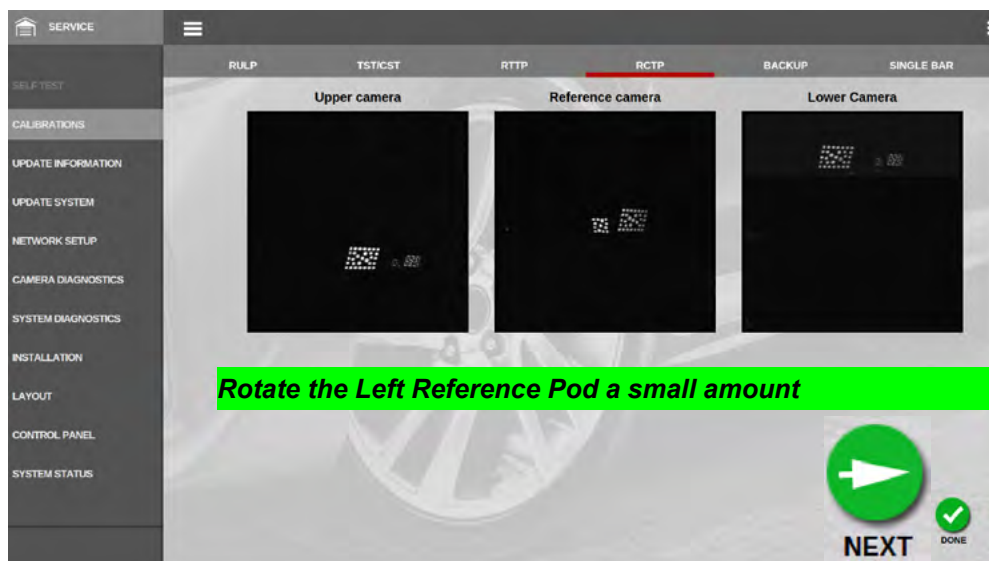 SERVICE
RULP TST/CST RTTP RCTP BACKUP SINGLE BAR
SELF TEST
CALIBRATIONS
UPDATE INFORMATION
UPDATE SYSTEM
NETWORK SETUP
CAMERA DIAGNOSTICS
SYSTEM DIAGNOSTICS
INSTALLATION
LAYOUT
CONTROL PANEL
SYSTEM STATUS
Upper camera Reference camera Lower Camera
Rotate the Left Reference Pod a small amount
NEXT
DONE